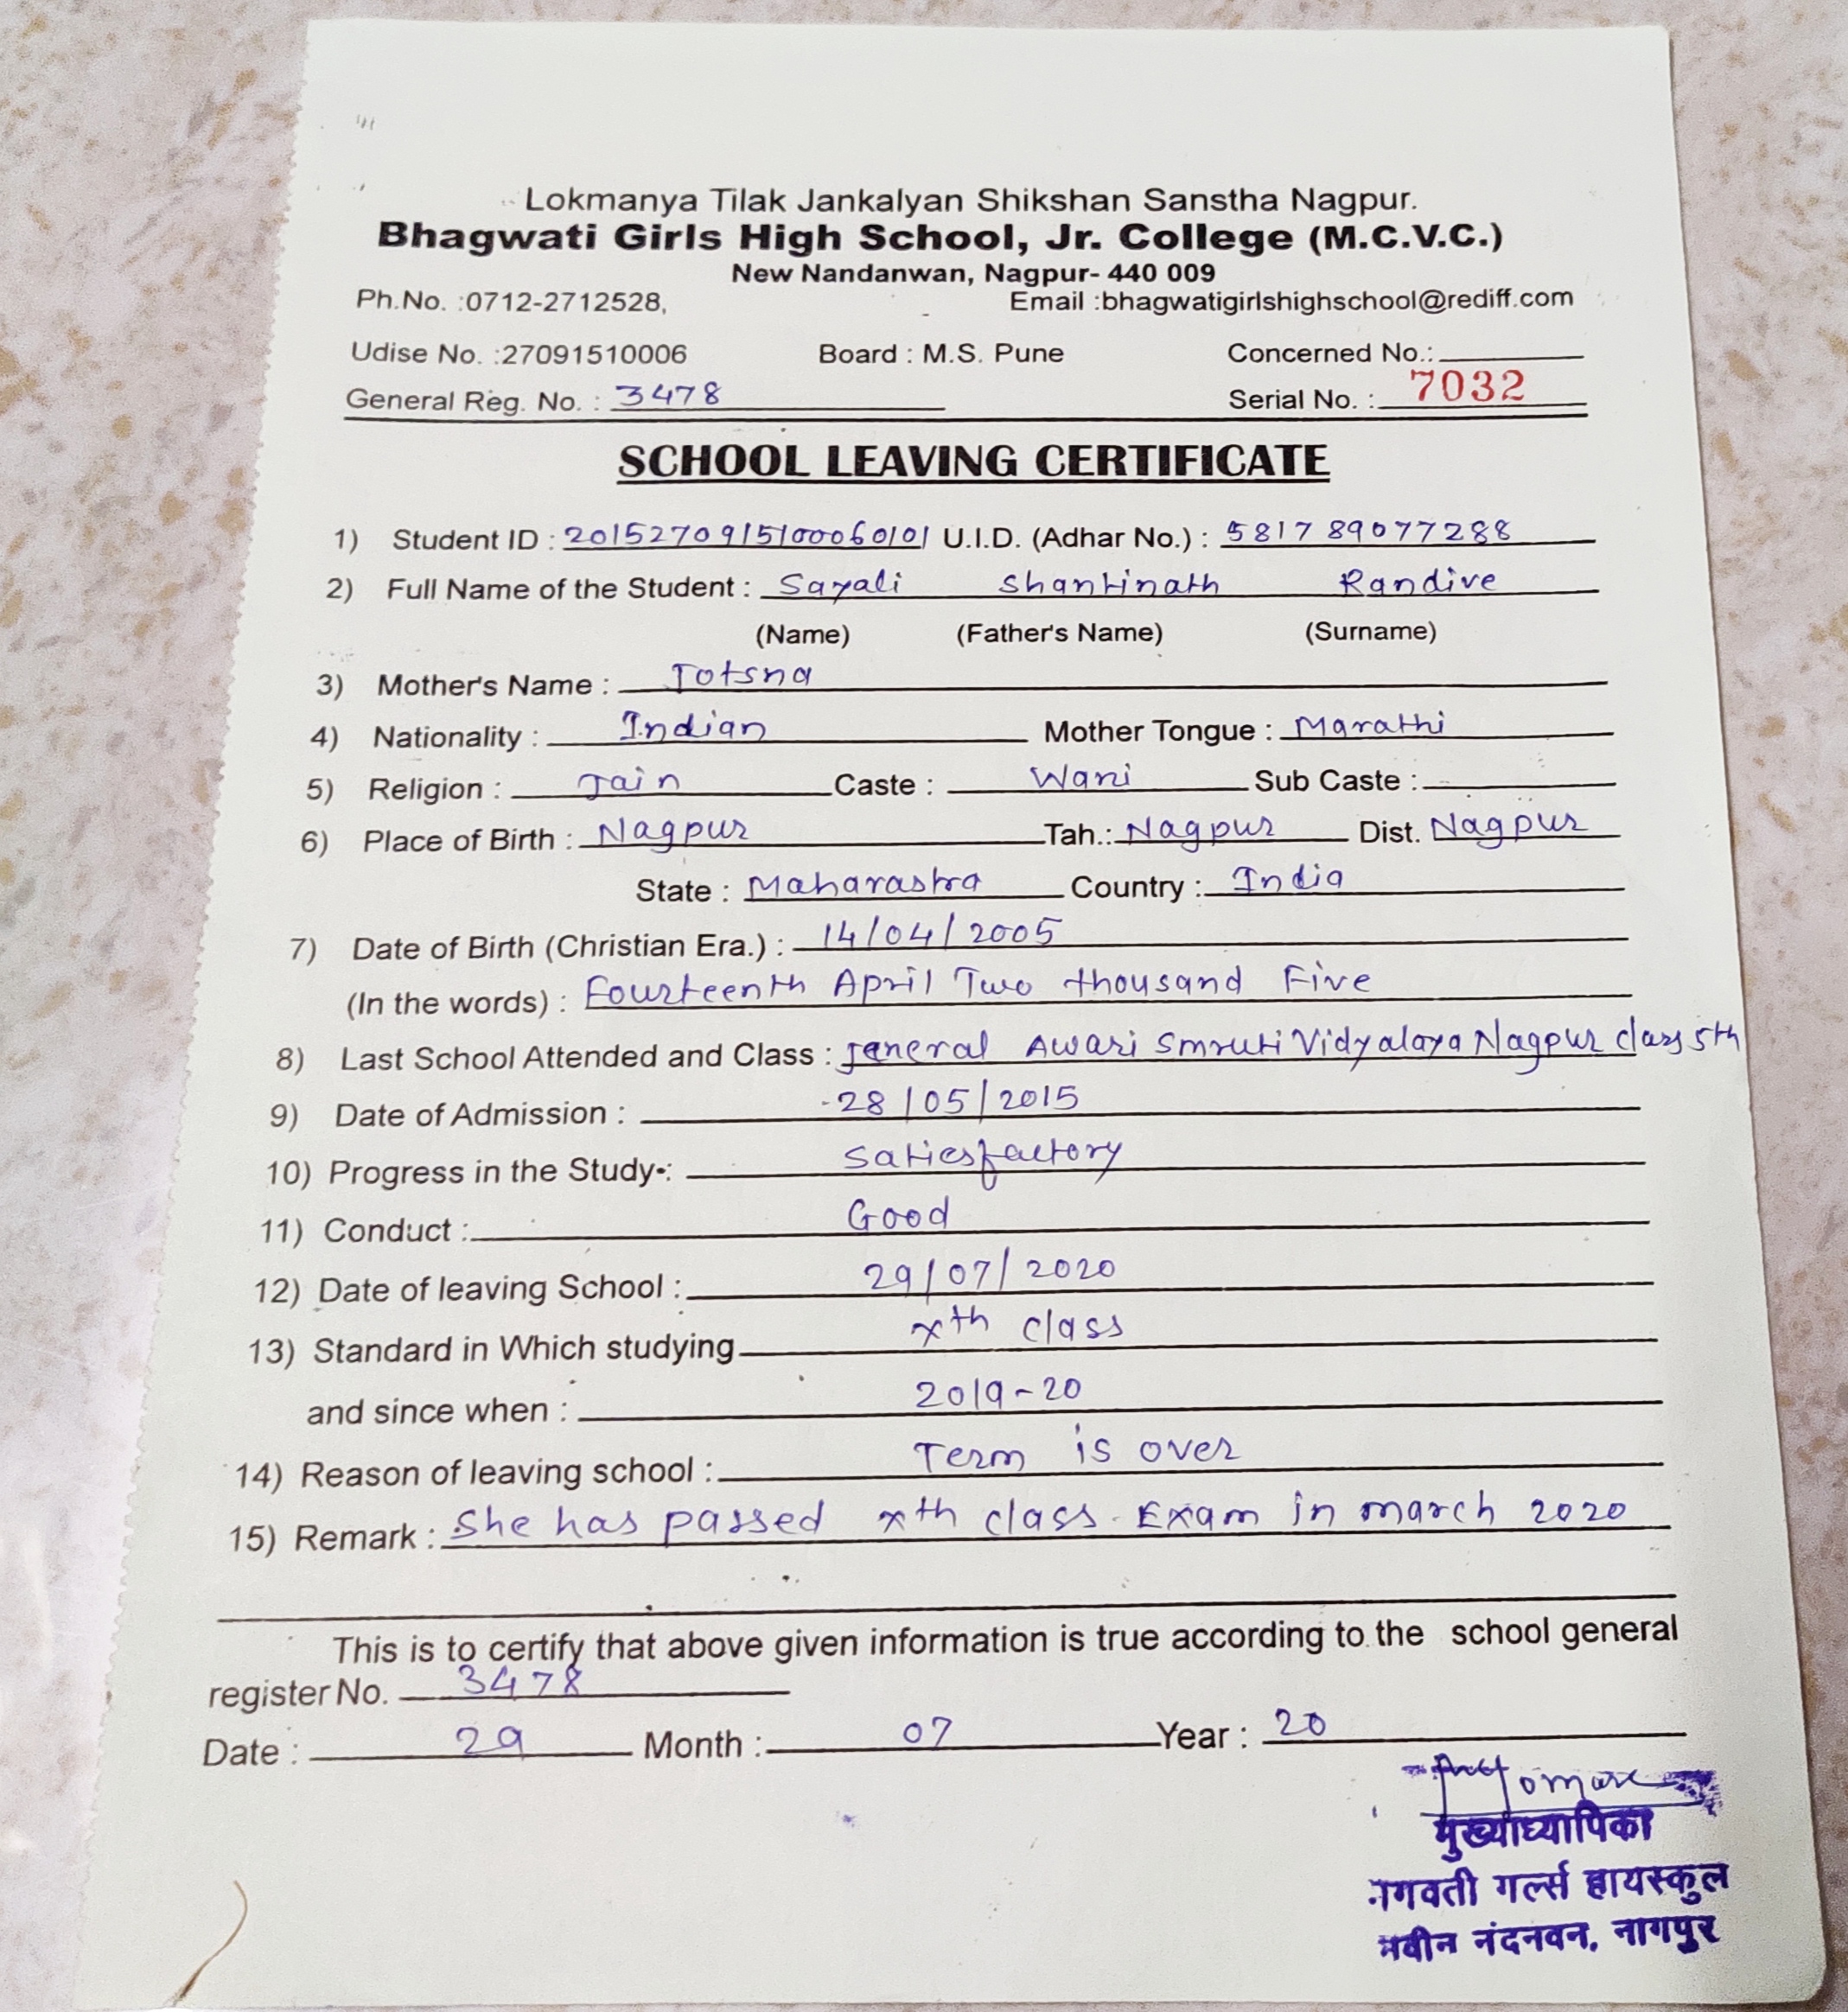 Lokmanya Tilak Jankalyan Shikshan Sanstha Nagpur.
Bhagwati Girls High School, Jr. College (M.C.V.C.)
New Nandanwan, Nagpur- 440 009
Ph.No. :0712-2712528, Email :bhagwatigirlshighschool@rediff.com
Udise No. :27091510006 Board : M.S. Pune Concerned No.:
General Reg. No. : 3478 Serial No. : 7032
SCHOOL LEAVING CERTIFICATE
1) Student ID : 2015270915100060101 U.I.D. (Adhar No.) : 581789077288
2) Full Name of the Student : Sayali Shantinath Randive
(Name) (Father's Name) (Surname)
3) Mother's Name : Jotsna
4) Nationality : Indian Mother Tongue : Marathi
5) Religion : Jain Caste : Wani Sub Caste :
6) Place of Birth : Nagpur Tah.: Nagpur Dist. Nagpur
State : Maharastra Country : India
7) Date of Birth (Christian Era.) : 14/04/2005
(In the words) : Fourteenth April Two thousand Five
8) Last School Attended and Class : Jeneral Awari Smruti Vidyalaya Nagpur class 5th
9) Date of Admission : 28/05/2015
10) Progress in the Study : Satiesfactory
11) Conduct : Good
12) Date of leaving School : 29/07/2020
13) Standard in Which studying xth class
and since when : 2019-20
14) Reason of leaving school : Term is over
15) Remark : She has passed xth class Exam in march 2020
This is to certify that above given information is true according to the school general
register No. 3478
Date : 29 Month : 07 Year : 20
मुख्याध्यापिका
भगवती गर्ल्स हायस्कुल
नवीन नंदनवन, नागपुर